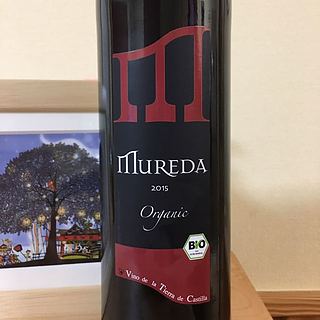 MUREDA
2015
Organic
BIO
Vino de la Tierra de Castilla